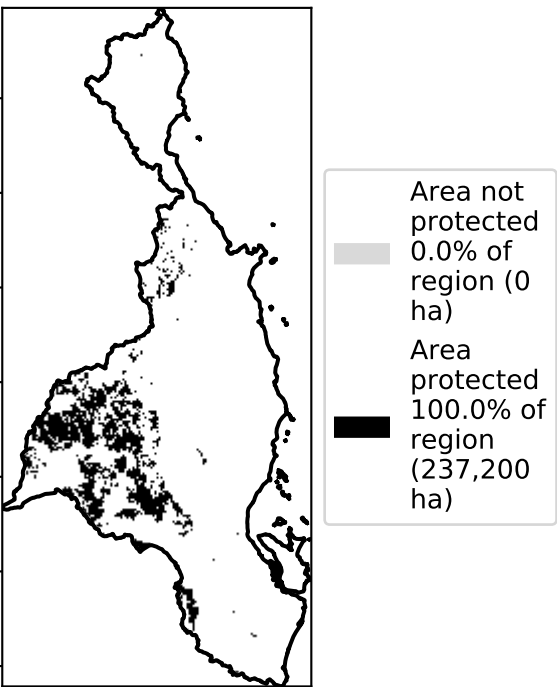 Area not
protected
0.0% of
region (0
ha)
Area
protected
100.0% of
region
(237,200
ha)